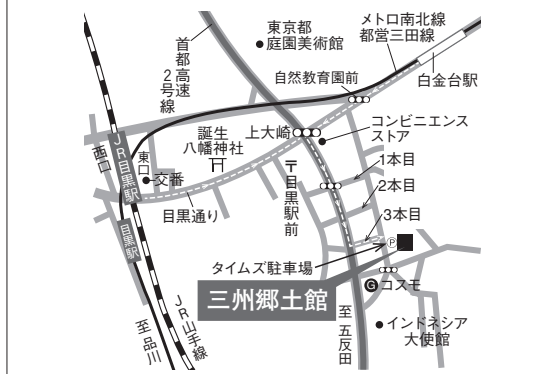 東京都
庭園美術館
メトロ南北線
都営三田線
首都高速2号線
自然教育園前
白金台駅
誕生
八幡神社
上大崎
コンビニエンス
ストア
JR目黒駅
西口
東口
交番
〒目黒駅前
1本目
2本目
3本目
目黒通り
目黒駅
P
タイムズ駐車場
三州郷土館
G コスモ
JR山手線
至品川
至五反田
インドネシア
大使館